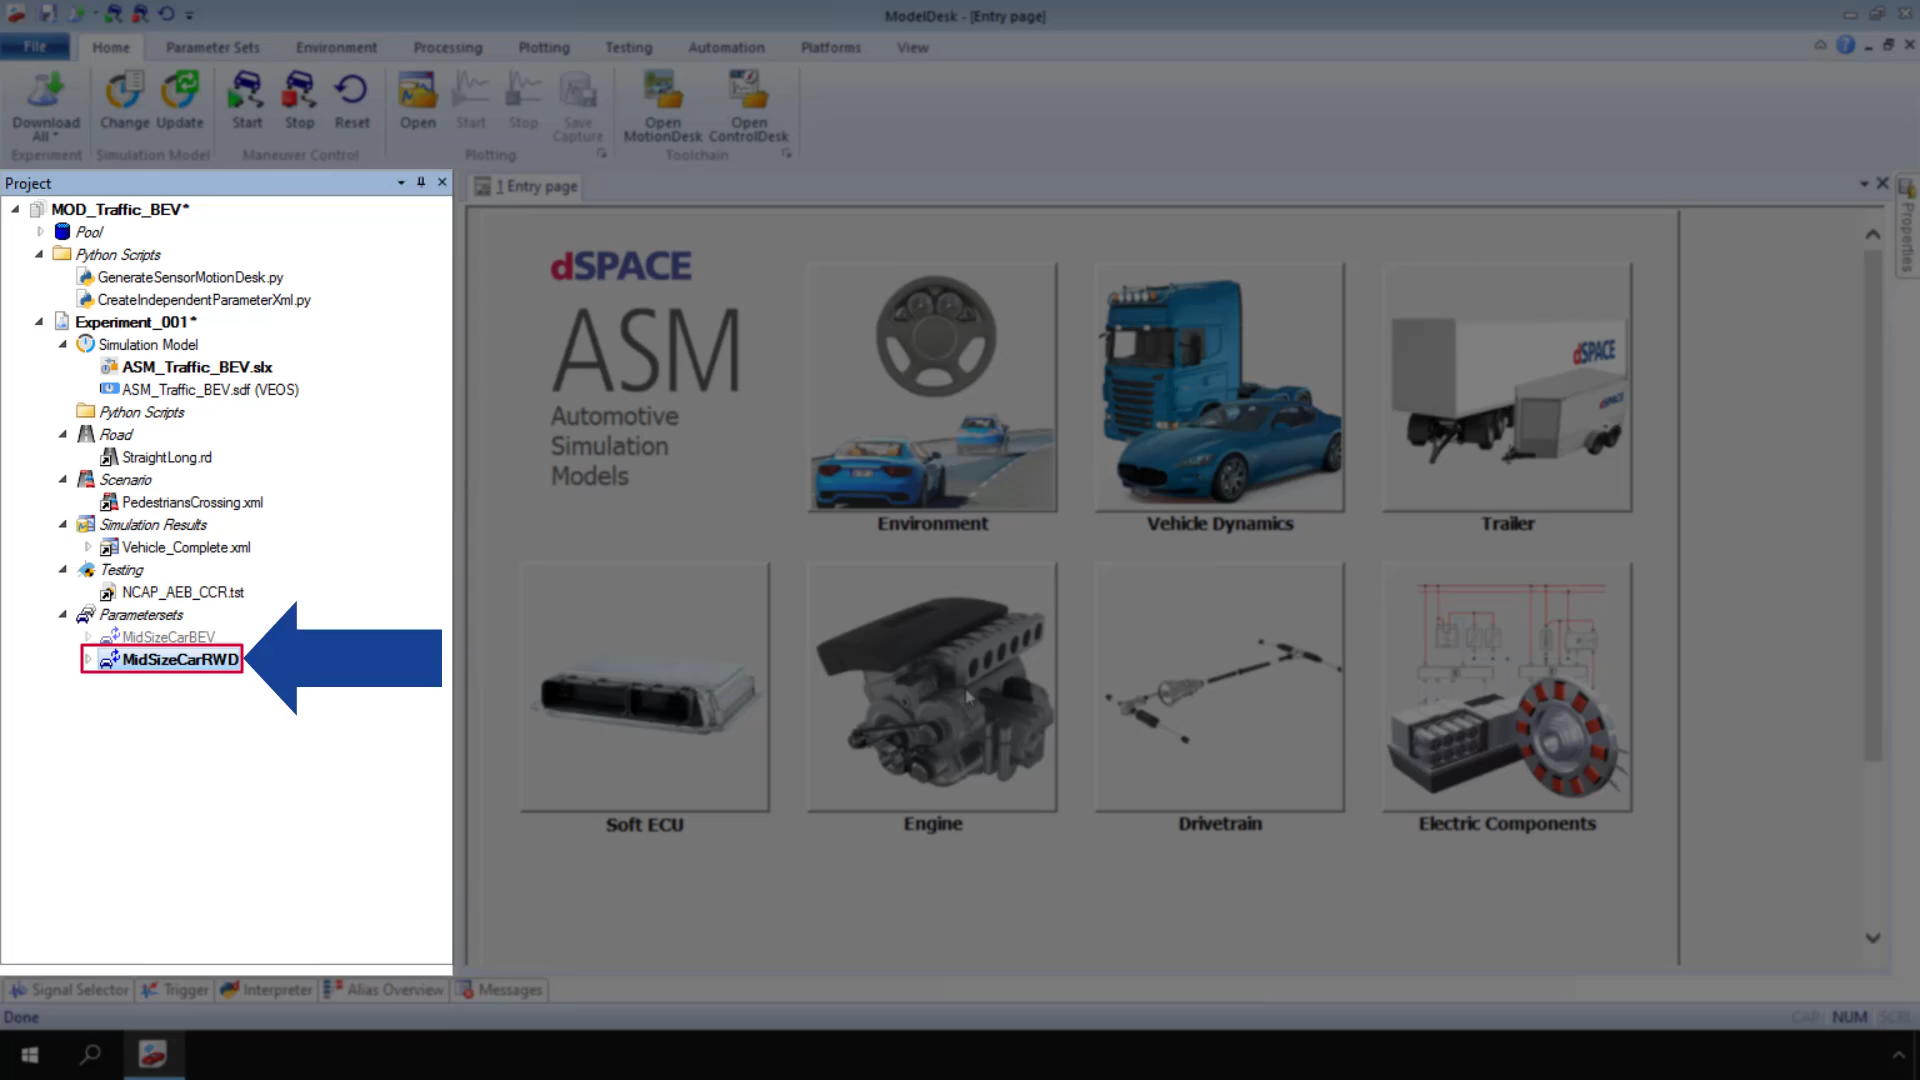 ModelDesk - [Entry page]
File
Home
Parameter Sets
Environment
Processing
Plotting
Testing
Automation
Platforms
View
Download All
Change
Update
Start
Stop
Reset
Open
Start
Stop
Save Capture
Open MotionDesk
Open ControlDesk
Experiment
Simulation Model
Maneuver Control
Plotting
Toolchain
Project
MOD_Traffic_BEV*
Pool
Python Scripts
GenerateSensorMotionDesk.py
CreateIndependentParameterXml.py
Experiment_001*
Simulation Model
ASM_Traffic_BEV.slx
ASM_Traffic_BEV.sdf (VEOS)
Python Scripts
Road
StraightLong.rd
Scenario
PedestriansCrossing.xml
Simulation Results
Vehicle_Complete.xml
Testing
NCAP_AEB_CCR.tst
Parametersets
MidSizeCarBEV
MidSizeCarRWD
1 Entry page
Properties
dSPACE
ASM
Automotive
Simulation
Models
dSPACE
dSPACE
Environment
Vehicle Dynamics
Trailer
Soft ECU
Engine
Drivetrain
Electric Components
Signal Selector
Trigger
Interpreter
Alias Overview
Messages
Done
CAP
NUM
SCRL